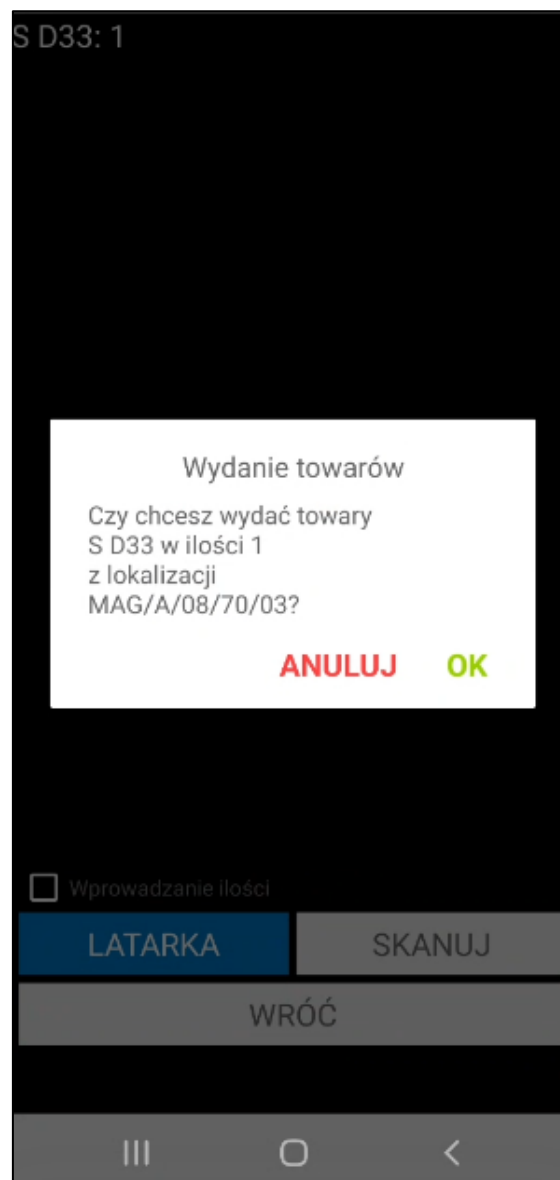 S D33: 1
Wydanie towarów
Czy chcesz wydać towary
S D33 w ilości 1
z lokalizacji
MAG/A/08/70/03?
ANULUJ OK
Wprowadzanie ilości
LATARKA SKANUJ
WRÓĆ